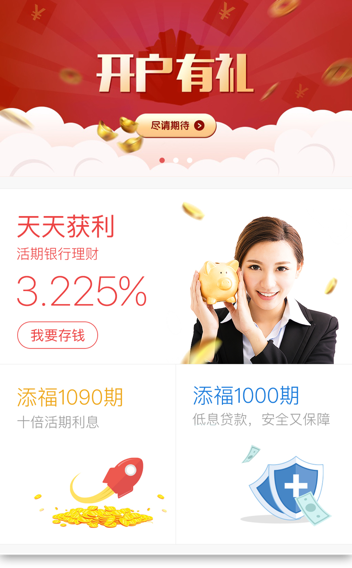 开户有礼
尽请期待
天天获利
活期银行理财
3.225%
我要存钱
添福1090期
十倍活期利息
添福1000期
低息贷款，安全又保障